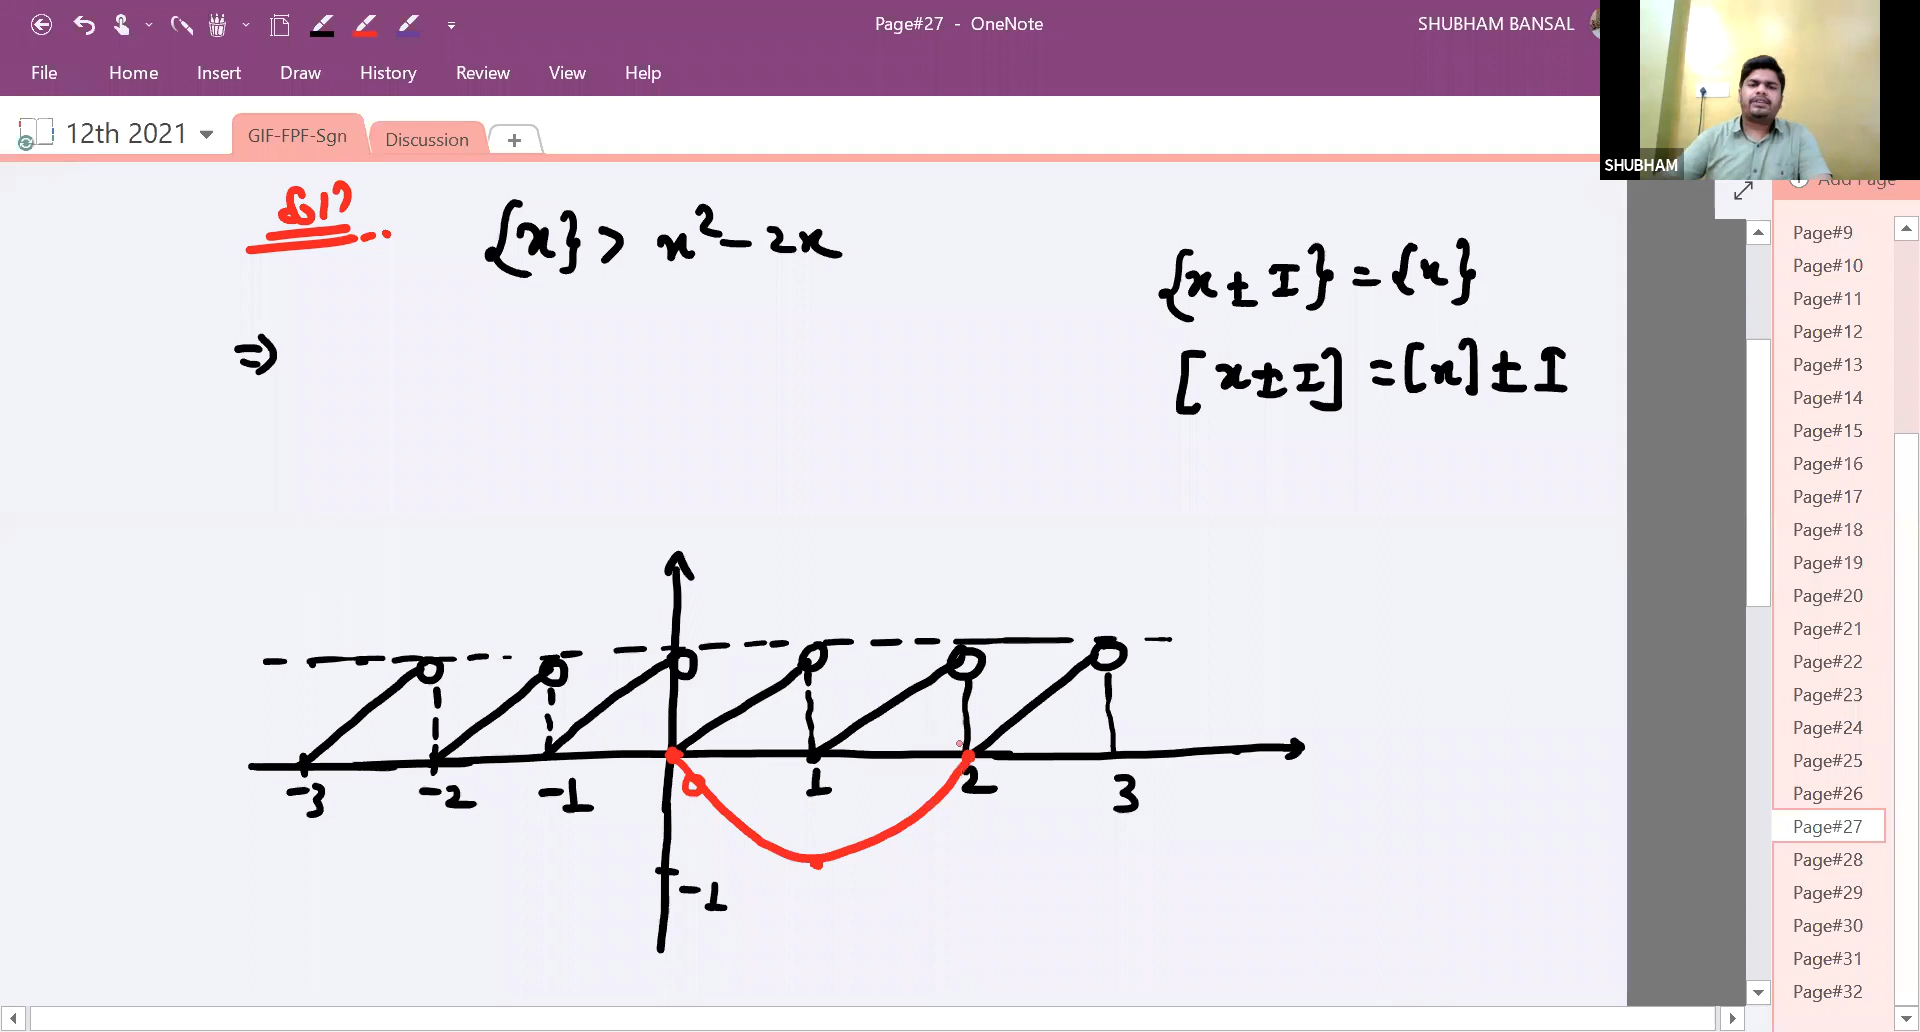 Page#27 - OneNote
SHUBHAM BANSAL
File Home Insert Draw History Review View Help
12th 2021
GIF-FPF-Sgn
Discussion
+
SHUBHAM
Add Page
{x} > x² - 2x
{x ± I} = {x}
[x ± I] = [x] ± I
⇒
-3 -2 -1 0 1 2 3
-1
Page#9
Page#10
Page#11
Page#12
Page#13
Page#14
Page#15
Page#16
Page#17
Page#18
Page#19
Page#20
Page#21
Page#22
Page#23
Page#24
Page#25
Page#26
Page#27
Page#28
Page#29
Page#30
Page#31
Page#32